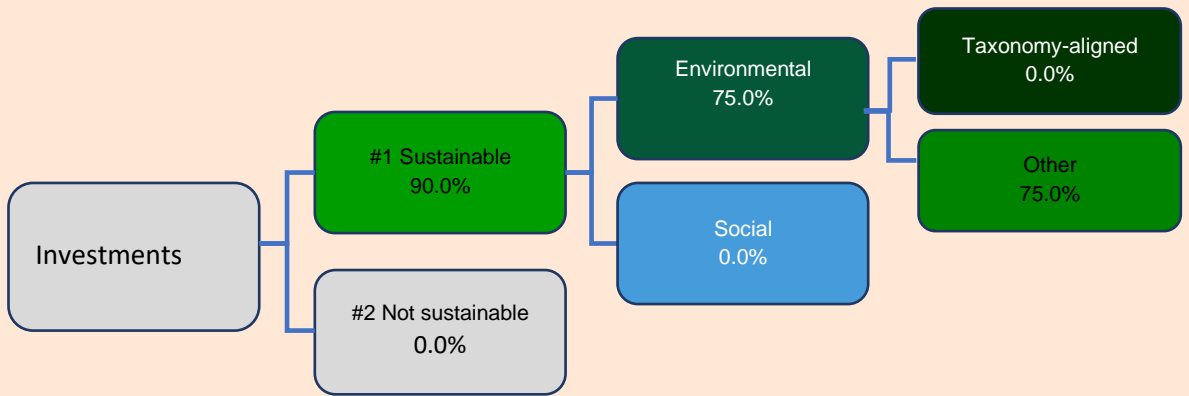 Investments
#1 Sustainable
90.0%
#2 Not sustainable
0.0%
Environmental
75.0%
Social
0.0%
Taxonomy-aligned
0.0%
Other
75.0%